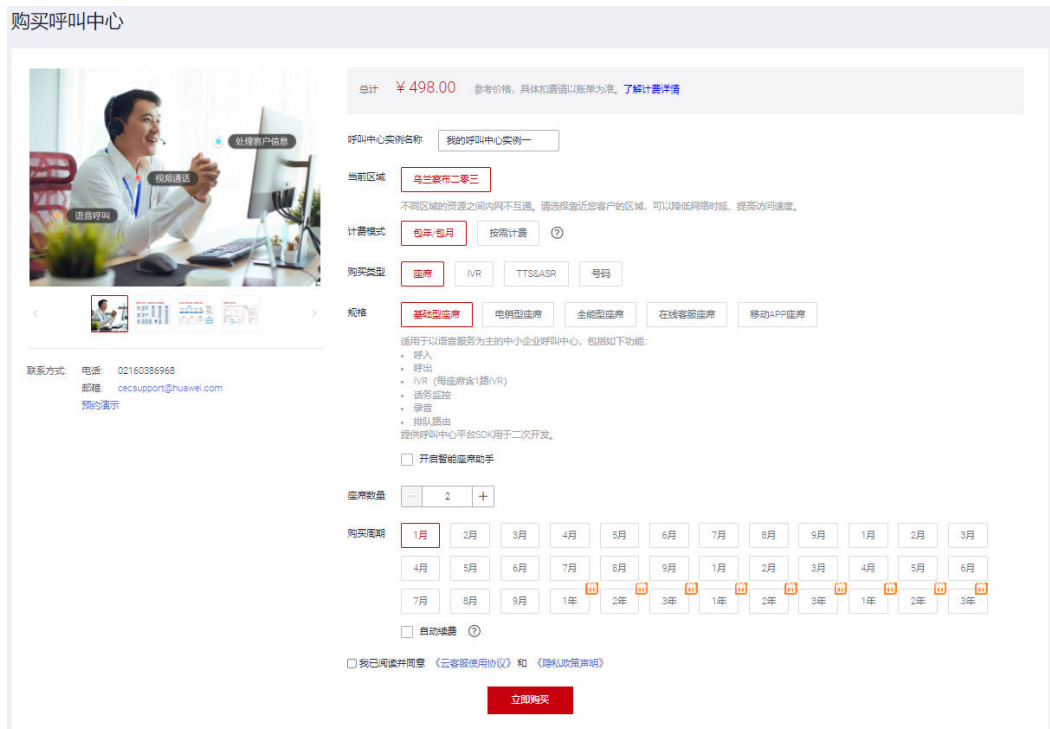 购买呼叫中心
总计 ¥ 498.00 参考价格，具体扣费请以账单为准。了解计费详情
处理客户信息
视频通话
语音呼叫
联系方式 电话: 02160386968
邮箱: cecsupport@huawei.com
预约演示
呼叫中心实例名称 我的呼叫中心实例一
当前区域 乌兰察布二零三
不同区域的资源之间内网不互通。请选择靠近您客户的区域，可以降低网络时延、提高访问速度。
计费模式 包年/包月 按需计费
购买类型 座席 IVR TTS&ASR 号码
规格 基础型座席 电销型座席 全能型座席 在线客服座席 移动APP座席
适用于以语音服务为主的中小企业呼叫中心，包括如下功能：
• 呼入
• 呼出
• IVR（每座席含1路IVR）
• 话务监控
• 录音
• 排队路由
提供呼叫中心平台SDK用于二次开发。
开启智能座席助手
座席数量 − 2 +
购买周期 1月 2月 3月 4月 5月 6月 7月 8月 9月 1月 2月 3月
4月 5月 6月 7月 8月 9月 1月 2月 3月 4月 5月 6月
7月 8月 9月 1年 2年 3年 1年 2年 3年 1年 2年 3年
自动续费
我已阅读并同意 《云客服使用协议》 和 《隐私政策声明》
立即购买